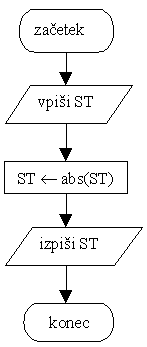 začetek
vpiši ST
ST ← abs(ST)
izpiši ST
konec